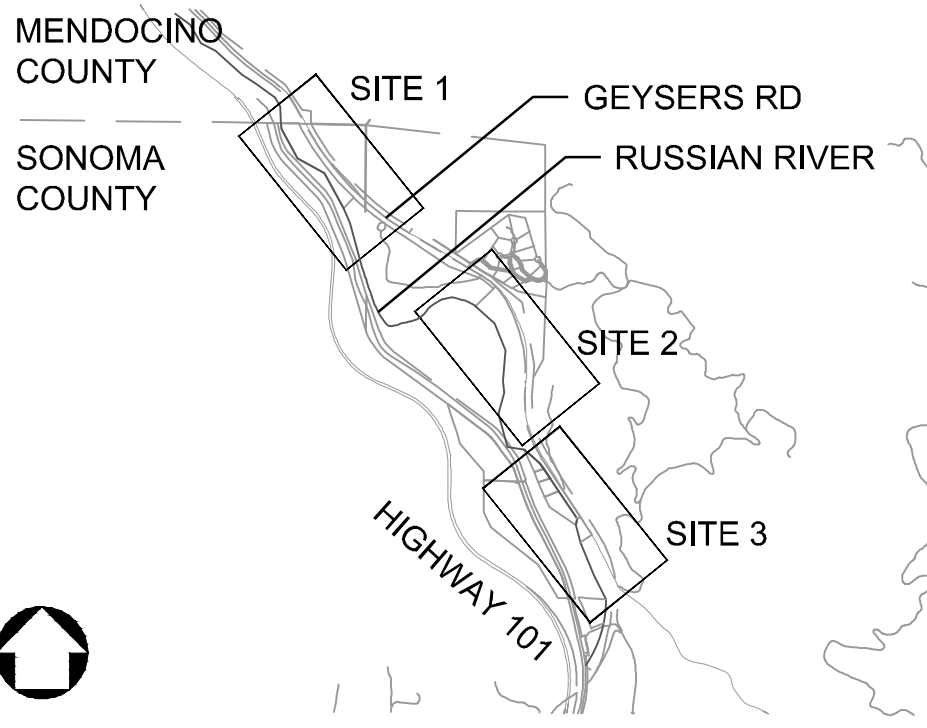 MENDOCINO
COUNTY
SITE 1
GEYSERS RD
SONOMA
COUNTY
RUSSIAN RIVER
SITE 2
SITE 3
HIGHWAY 101